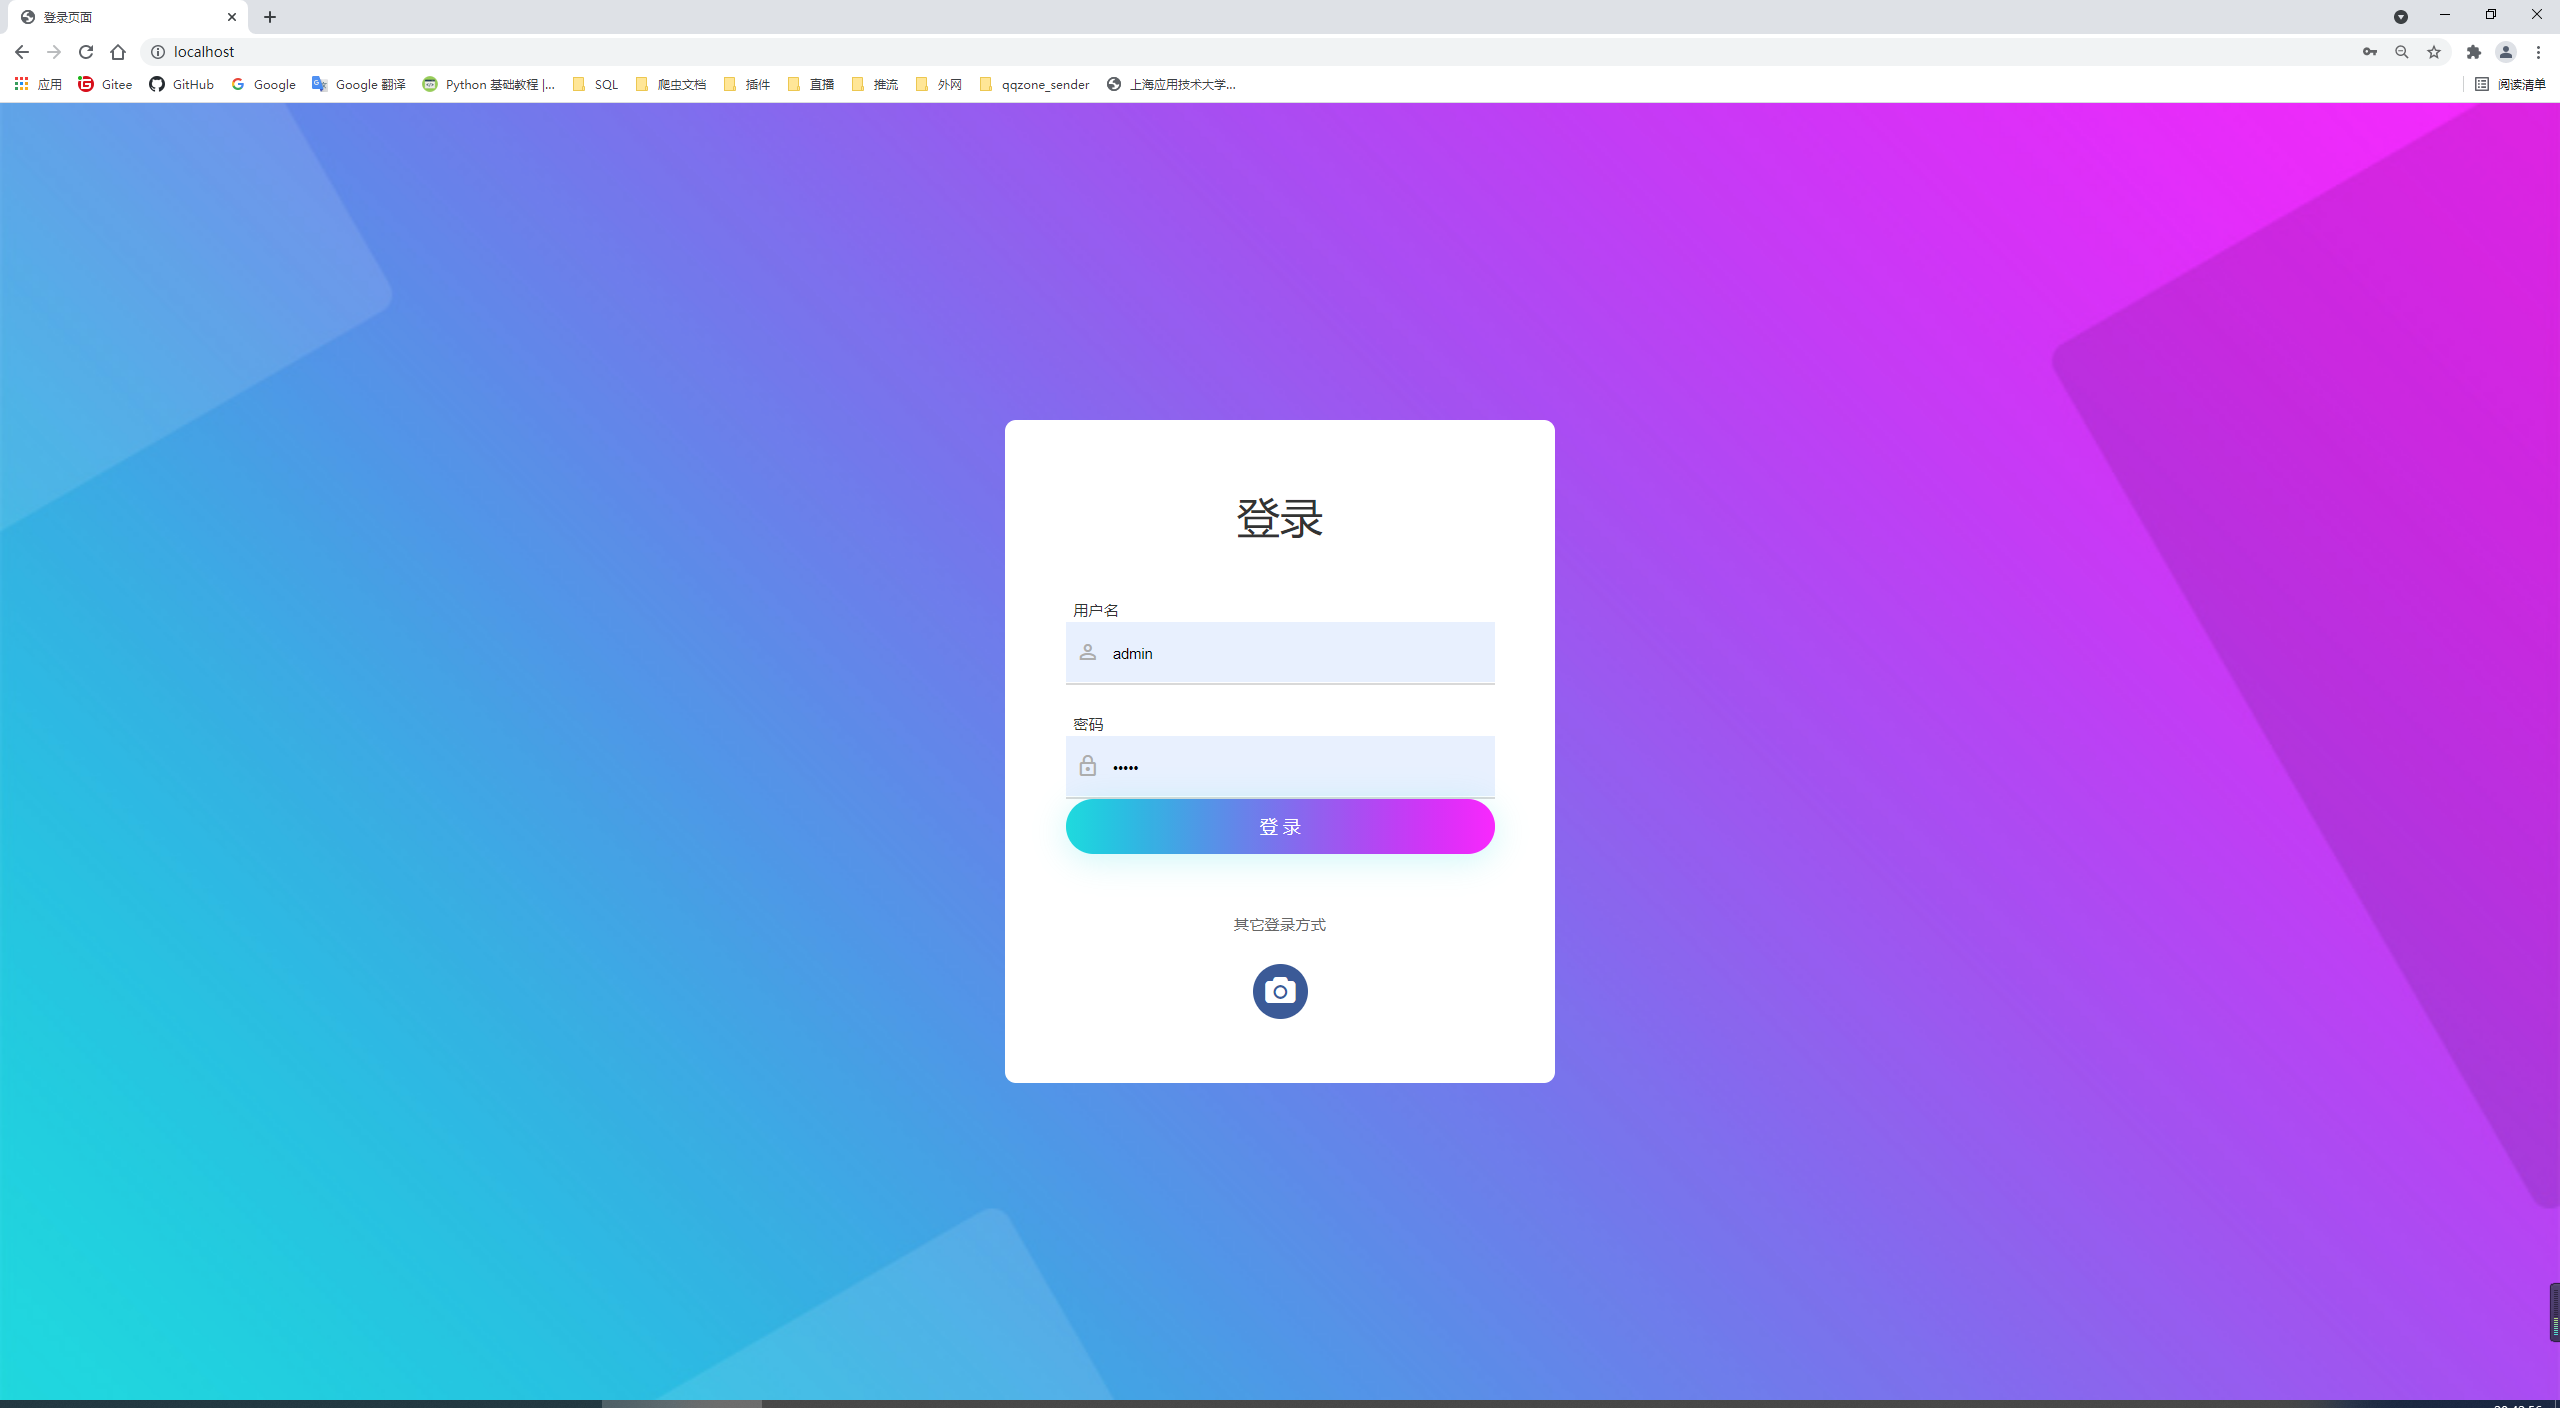 登录页面
localhost
应用 Gitee GitHub Google Google 翻译 Python 基础教程 |... SQL 爬虫文档 插件 直播 推流 外网 qqzone_sender 上海应用技术大学... 阅读清单
登录
用户名
admin
密码
•••••
登 录
其它登录方式